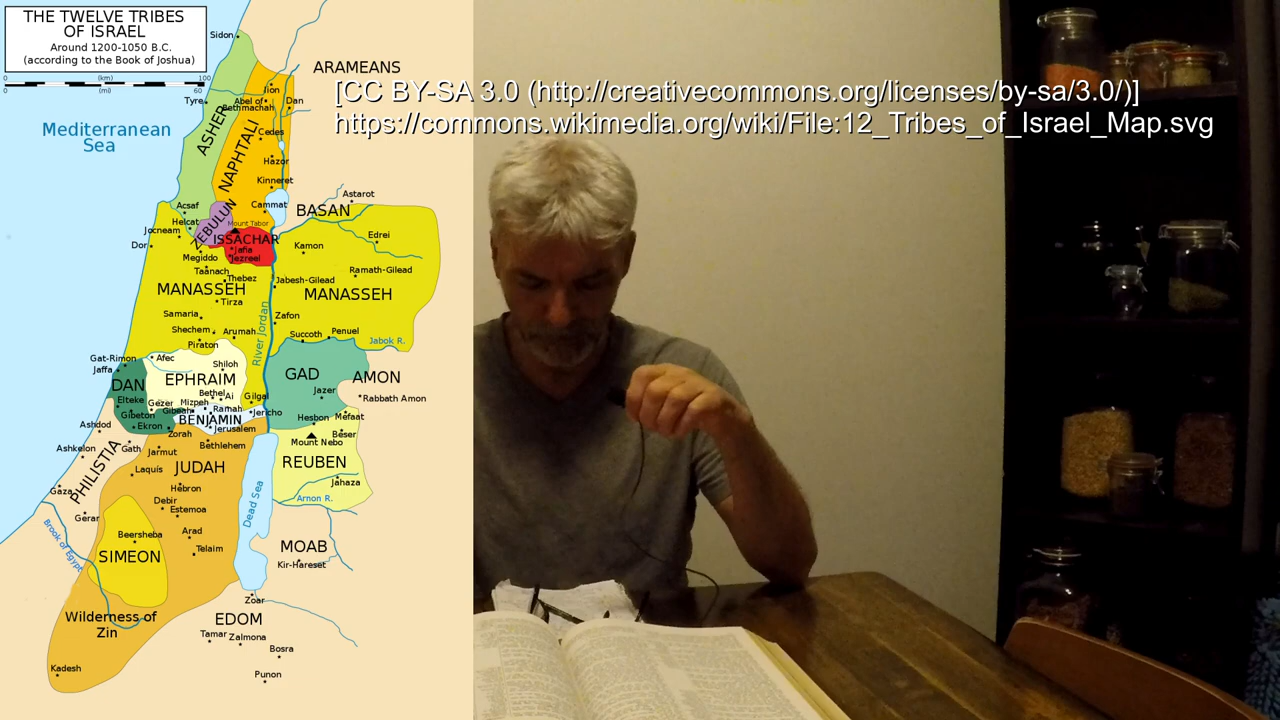 THE TWELVE TRIBES
OF ISRAEL
Around 1200-1050 B.C.
(according to the Book of Joshua)
0 (km) 100
0 (mi)
[CC BY-SA 3.0 (http://creativecommons.org/licenses/by-sa/3.0/)]
https://commons.wikimedia.org/wiki/File:12_Tribes_of_Israel_Map.svg
Sidon
ARAMEANS
Ijon
Tyre
Abel of
Bethmachah
Dan
Mediterranean
Sea
ASHER
Cedes
NAPHTALI
Hazor
Kinneret
Astarot
Acsaf
Cammat
BASAN
Helcat
ZEBULUN
Mount Tabor
Jocneam
ISSACHAR
Edrei
Dor
Jafia
Kamon
Megiddo
Jezreel
Taanach
Ramath-Gilead
Thebez
Jabesh-Gilead
MANASSEH
MANASSEH
Tirza
Samaria
Zafon
River Jordan
Shechem
Arumah
Succoth
Penuel
Piraton
Jabok R.
Gat-Rimon
Afec
Jaffa
Shiloh
GAD
AMON
DAN
EPHRAIM
Jazer
Bethel
Ai
Gilgal
Rabbath Amon
Elteke
Gezer
Mizpeh
Gibeah
Ramah
Jericho
Gibeton
BENJAMIN
Hesbon
Mefaat
Ashdod
Ekron
Zorah
Jerusalem
Beser
Mount Nebo
Ashkelon
Gath
Jarmut
Bethlehem
PHILISTIA
Laquis
JUDAH
REUBEN
Jahaza
Gaza
Hebron
Dead Sea
Arnon R.
Debir
Estemoa
Gerar
Brook of Egypt
Beersheba
Arad
Telaim
MOAB
SIMEON
Kir-Hareset
Zoar
Wilderness of
Zin
EDOM
Tamar
Zalmona
Bosra
Kadesh
Punon